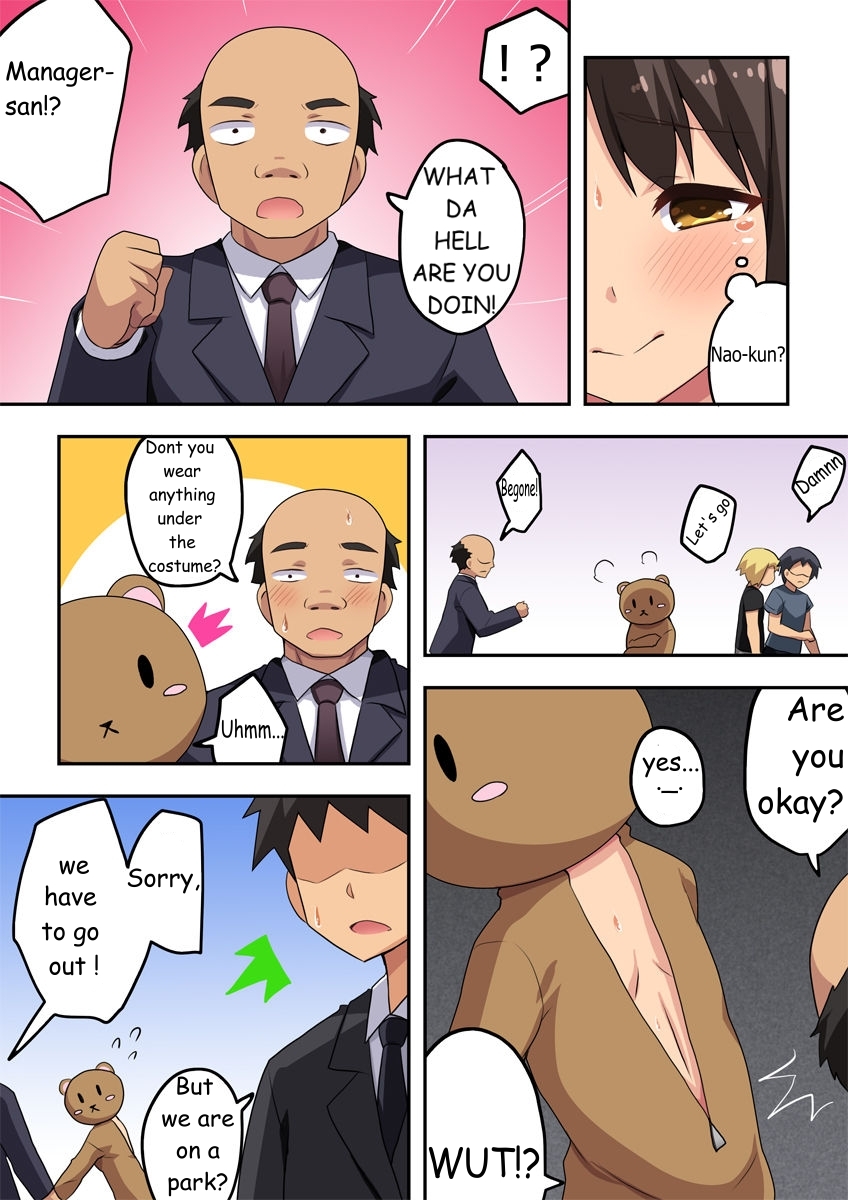 Manager-
san!?
! ?
WHAT
DA
HELL
ARE YOU
DOIN!
Nao-kun?
Dont you
wear
anything
under
the
costume?
Uhmm...
Begone!
Let's go
Damnn
Are
you
okay?
yes...
WUT!?
Sorry,
we
have
to go
out !
But
we are
on a
park?